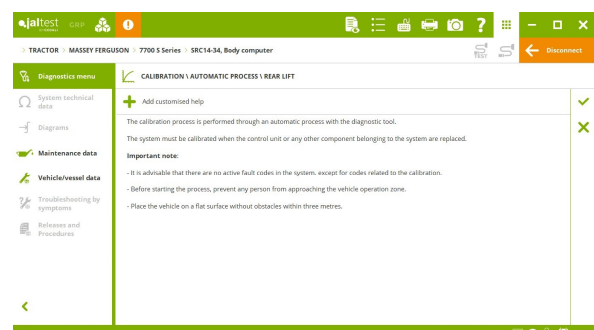 jaltest GRP
?
TRACTOR > MASSEY FERGUSON > 7700 S Series > SRC14-34, Body computer
TEST
Disconnect
Diagnostics menu
CALIBRATION \ AUTOMATIC PROCESS \ REAR LIFT
System technical
data
Add customised help
Diagrams
The calibration process is performed through an automatic process with the diagnostic tool.
The system must be calibrated when the control unit or any other component belonging to the system are replaced.
Maintenance data
Important note:
- It is advisable that there are no active fault codes in the system. except for codes related to the calibration.
Vehicle/vessel data
- Before starting the process, prevent any person from approaching the vehicle operation zone.
Troubleshooting by
symptoms
- Place the vehicle on a flat surface without obstacles within three metres.
Releases and
Procedures